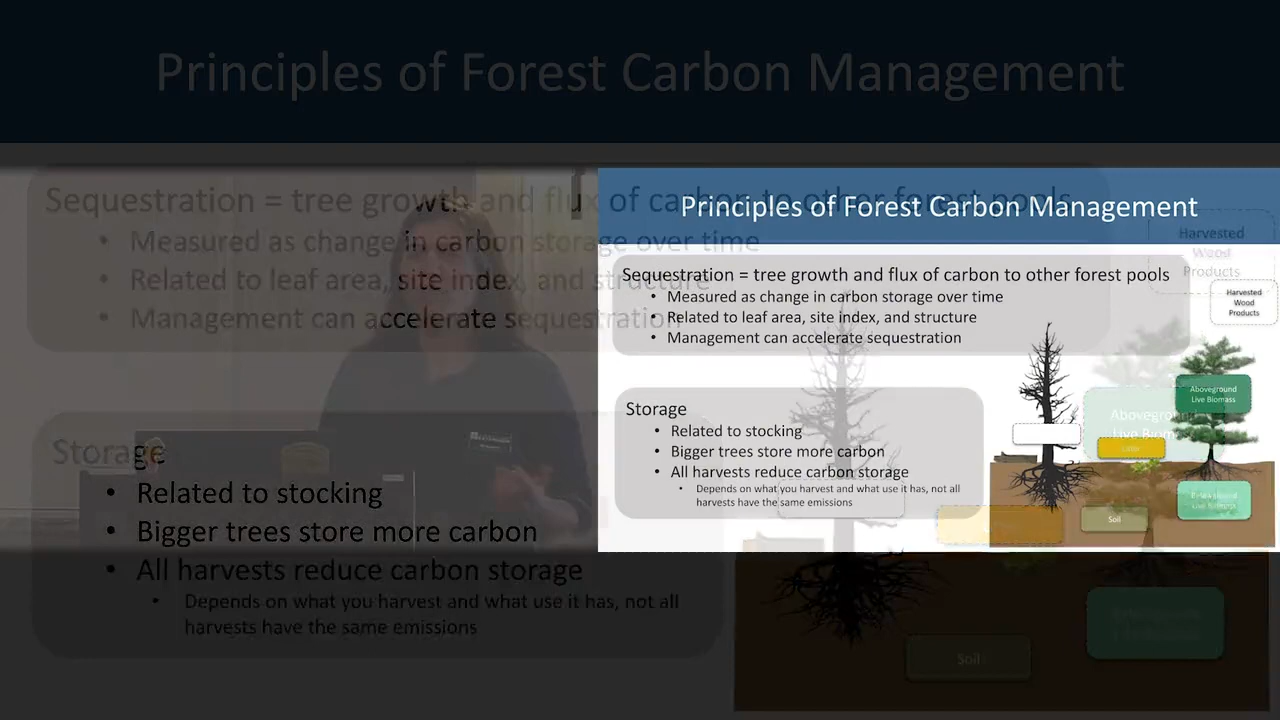 Principles of Forest Carbon Management
Sequestration = tree growth and flux of carbon to other forest pools
• Measured as change in carbon storage over time
• Related to leaf area, site index, and structure
• Management can accelerate sequestration
Harvested
Wood
Products
Storage
• Related to stocking
• Bigger trees store more carbon
• All harvests reduce carbon storage
• Depends on what you harvest and what use it has, not all
harvests have the same emissions
Aboveground
Live Biomass
Soil
Principles of Forest Carbon Management
Sequestration = tree growth and flux of carbon to other forest pools
• Measured as change in carbon storage over time
• Related to leaf area, site index, and structure
• Management can accelerate sequestration
Harvested
Wood
Products
Storage
• Related to stocking
• Bigger trees store more carbon
• All harvests reduce carbon storage
• Depends on what you harvest and what use it has, not all
harvests have the same emissions
Aboveground
Live Biomass
Litter
Belowground
Live Biomass
Soil